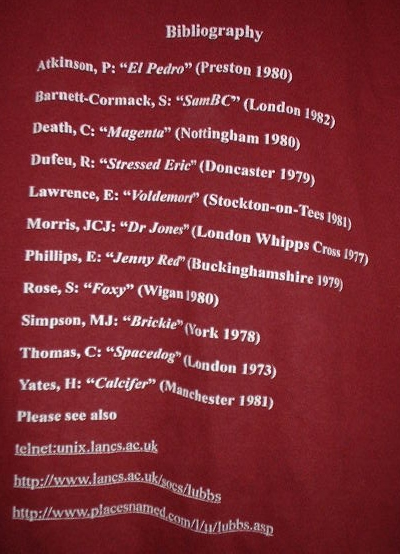 Bibliography
Atkinson, P: “El Pedro” (Preston 1980)
Barnett-Cormack, S: “SamBC” (London 1982)
Death, C: “Magenta” (Nottingham 1980)
Dufeu, R: “Stressed Eric” (Doncaster 1979)
Lawrence, E: “Voldemort” (Stockton-on-Tees 1981)
Morris, JCJ: “Dr Jones” (London Whipps Cross 1977)
Phillips, E: “Jenny Red” (Buckinghamshire 1979)
Rose, S: “Foxy” (Wigan 1980)
Simpson, MJ: “Brickie” (York 1978)
Thomas, C: “Spacedog” (London 1973)
Yates, H: “Calcifer” (Manchester 1981)
Please see also
telnet:unix.lancs.ac.uk
http://www.lancs.ac.uk/socs/lubbs
http://www.placesnamed.com/l/u/lubbs.asp